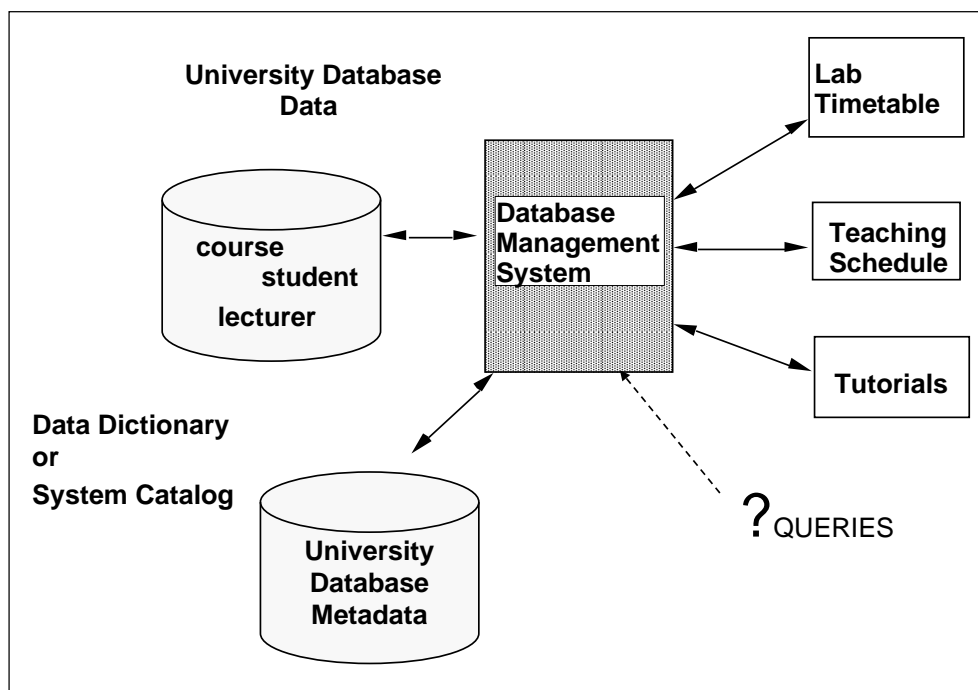 University Database
Data
course
student
lecturer
Database
Management
System
Lab
Timetable
Teaching
Schedule
Tutorials
Data Dictionary
or
System Catalog
University
Database
Metadata
?QUERIES